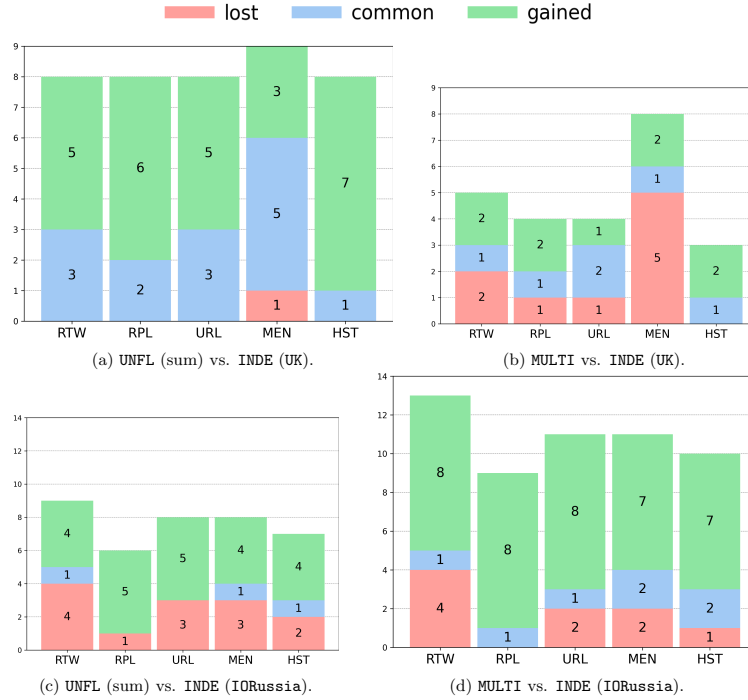 lost common gained
9
8
7
6
5
4
3
2
1
0
5 6 5 3 7
3 2 3 5 1
1
RTW RPL URL MEN HST
(a) UNFL (sum) vs. INDE (UK).
9
8
7
6
5
4
3
2
1
0
2 2 1 2 2
1 1 2 1 1
2 1 1 5
RTW RPL URL MEN HST
(b) MULTI vs. INDE (UK).
14
12
10
8
6
4
2
0
4 5 5 4 4
1 1 1
4 1 3 3 2
RTW RPL URL MEN HST
(c) UNFL (sum) vs. INDE (IORussia).
14
12
10
8
6
4
2
0
8 8 8 7 7
1 1 1 2 2
4 2 2 1
RTW RPL URL MEN HST
(d) MULTI vs. INDE (IORussia).